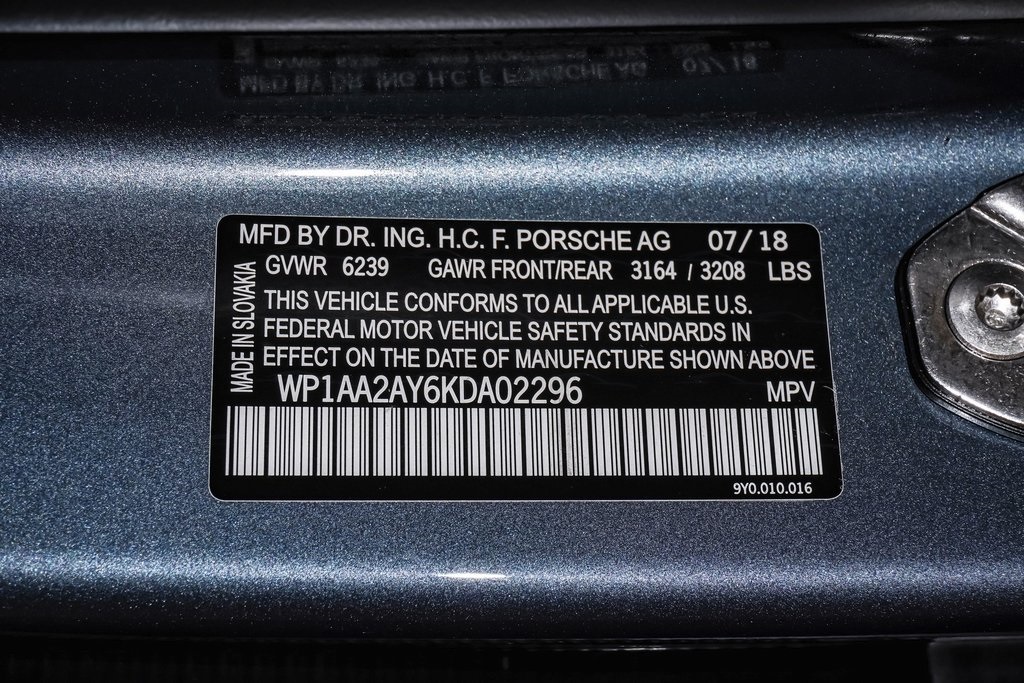 MFD BY DR. ING. H.C. F. PORSCHE AG 07/18
GVWR 6239 GAWR FRONT/REAR 3164 / 3208 LBS
MADE IN SLOVAKIA
THIS VEHICLE CONFORMS TO ALL APPLICABLE U.S.
FEDERAL MOTOR VEHICLE SAFETY STANDARDS IN
EFFECT ON THE DATE OF MANUFACTURE SHOWN ABOVE
WP1AA2AY6KDA02296 MPV
9Y0.010.016